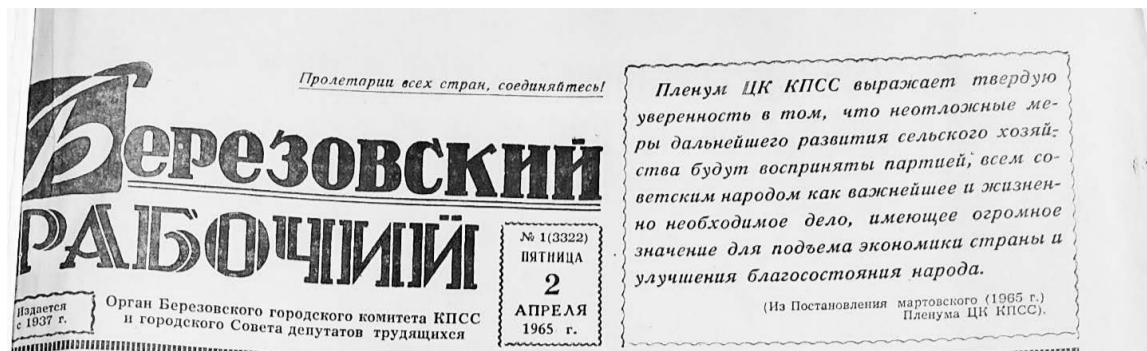 Пролетарии всех стран, соединяйтесь!
Березовский
РАБОЧИЙ
Издается
с 1937 г.
Орган Березовского городского комитета КПСС
и городского Совета депутатов трудящихся
№ 1(3322)
ПЯТНИЦА
2
АПРЕЛЯ
1965 г.
Пленум ЦК КПСС выражает твердую
уверенность в том, что неотложные ме-
ры дальнейшего развития сельского хозяй-
ства будут восприняты партией, всем со-
ветским народом как важнейшее и жизнен-
но необходимое дело, имеющее огромное
значение для подъема экономики страны и
улучшения благосостояния народа.
(Из Постановления мартовского (1965 г.)
Пленума ЦК КПСС).